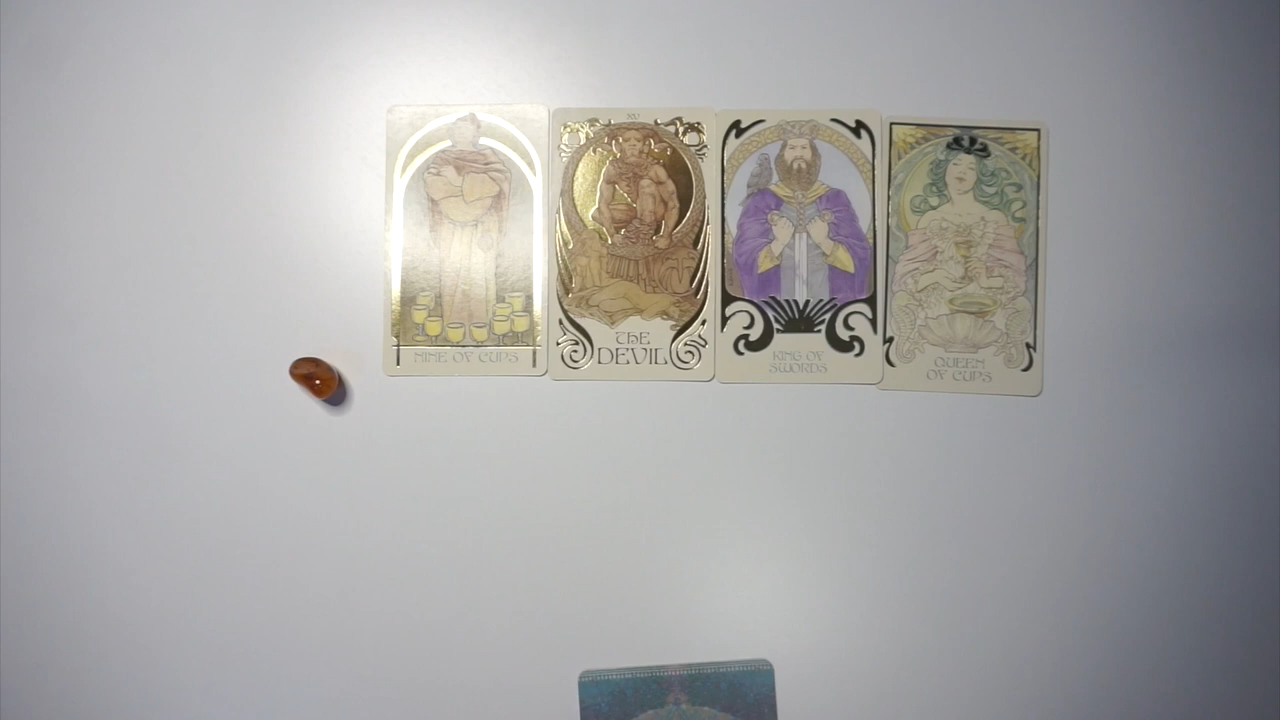 NINE OF CUPS
XV
THE
DEVIL
KING OF
SWORDS
QUEEN
OF CUPS